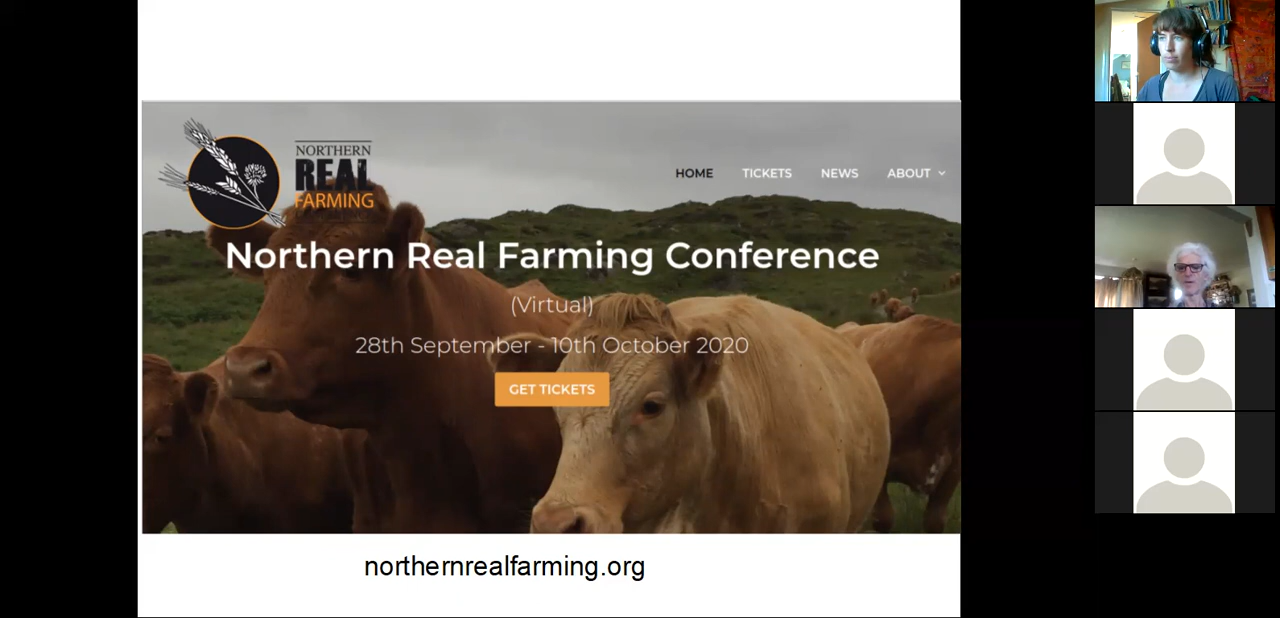 NORTHERN
REAL
FARMING
HOME TICKETS NEWS ABOUT
Northern Real Farming Conference
(Virtual)
28th September - 10th October 2020
GET TICKETS
northernrealfarming.org